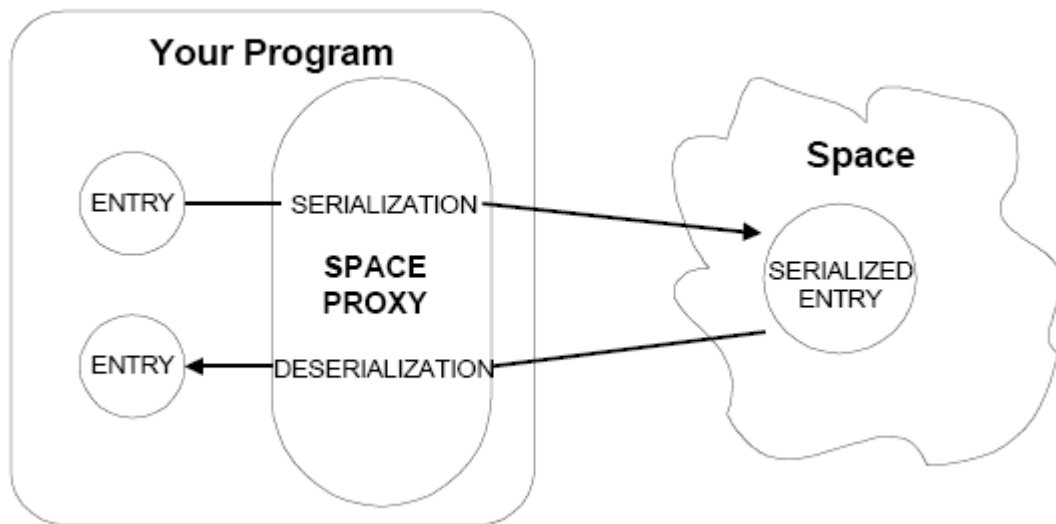 Your Program
Space
ENTRY
SERIALIZATION
SPACE
PROXY
SERIALIZED
ENTRY
ENTRY
DESERIALIZATION